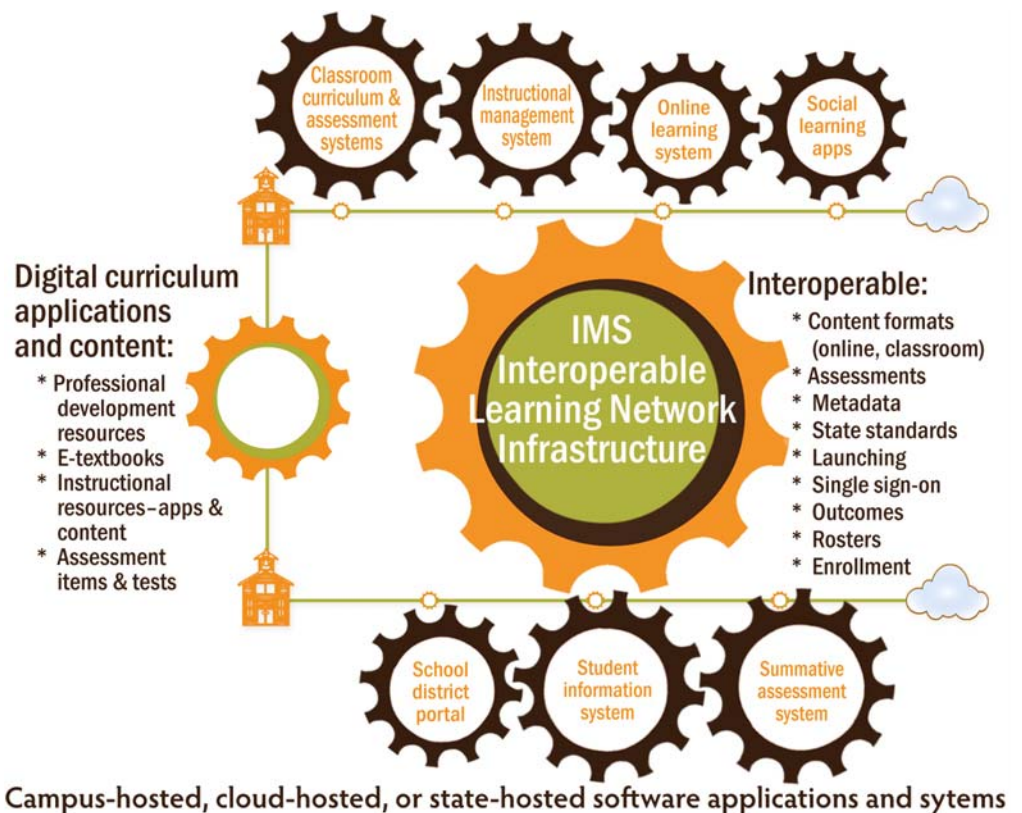 Classroom
curriculum &
assessment
systems
Instructional
management
system
Online
learning
system
Social
learning
apps
Digital curriculum
applications
and content:
* Professional
development
resources
* E-textbooks
* Instructional
resources–apps &
content
* Assessment
items & tests
IMS
Interoperable
Learning Network
Infrastructure
Interoperable:
* Content formats
(online, classroom)
* Assessments
* Metadata
* State standards
* Launching
* Single sign-on
* Outcomes
* Rosters
* Enrollment
School
district
portal
Student
information
system
Summative
assessment
system
Campus-hosted, cloud-hosted, or state-hosted software applications and sytems